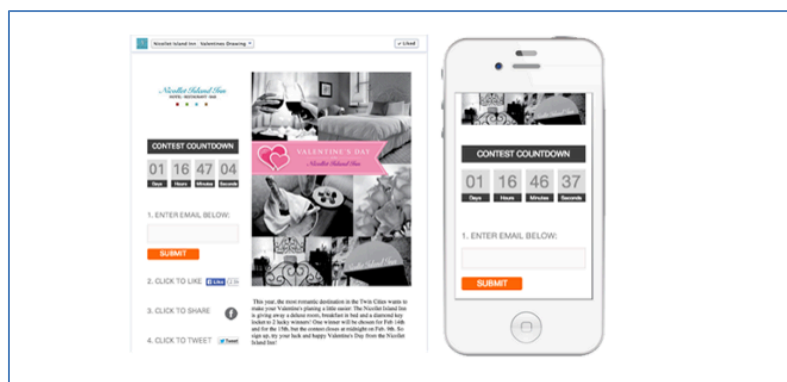 Nicollet Island Inn Valentines Drawing
Liked
Nicollet Island Inn
HOTEL RESTAURANT BAR
CONTEST COUNTDOWN
01 16 47 04
Days Hours Minutes Seconds
1. ENTER EMAIL BELOW:
SUBMIT
2. CLICK TO LIKE Like
3. CLICK TO SHARE
4. CLICK TO TWEET Tweet
VALENTINE'S DAY
Nicollet Island Inn
This year, the most romantic destination in the Twin Cities wants to
make your Valentine's planing a little easier. The Nicollet Island Inn
is giving away a deluxe room, breakfast in bed and a diamond key
locket to 2 lucky winners! One winner will be chosen for Feb 14th
and for the 15th, but the contest closes at midnight on Feb. 9th. So
sign up, try your luck and happy Valentine's Day from the Nicollet
Island Inn!
CONTEST COUNTDOWN
01 16 46 37
Days Hours Minutes Seconds
1. ENTER EMAIL BELOW:
SUBMIT